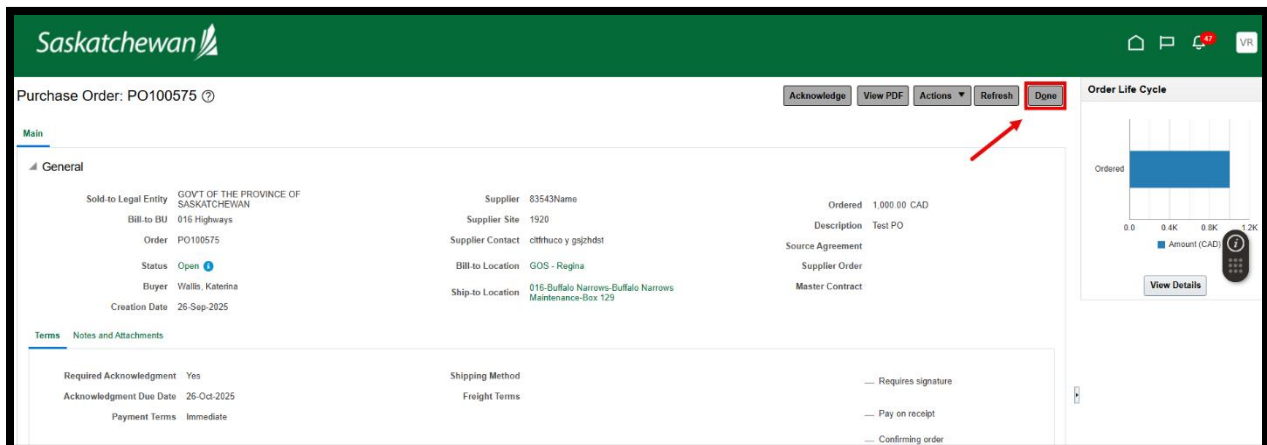 Saskatchewan
47
VR
Purchase Order: PO100575
Acknowledge View PDF Actions Refresh Done
Main
General
Sold-to Legal Entity GOV'T OF THE PROVINCE OF SASKATCHEWAN
Bill-to BU 016 Highways
Order PO100575
Status Open
Buyer Wallis, Katerina
Creation Date 26-Sep-2025
Supplier 83543Name
Supplier Site 1920
Supplier Contact cltfrhuco y gsjzhdst
Bill-to Location GOS - Regina
Ship-to Location 016-Buffalo Narrows-Buffalo Narrows Maintenance-Box 129
Ordered 1,000.00 CAD
Description Test PO
Source Agreement
Supplier Order
Master Contract
Terms Notes and Attachments
Required Acknowledgment Yes
Acknowledgment Due Date 26-Oct-2025
Payment Terms Immediate
Shipping Method
Freight Terms
Requires signature
Pay on receipt
Confirming order
Order Life Cycle
Ordered
0.0 0.4K 0.8K 1.2K
Amount (CAD)
View Details